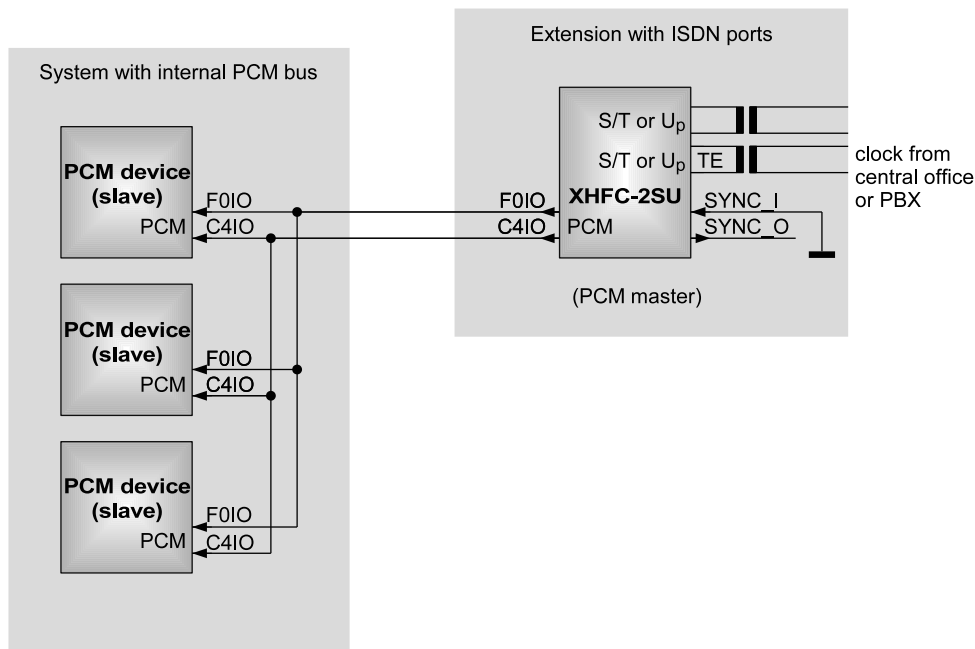 Extension with ISDN ports
System with internal PCM bus
PCM device
(slave)
F0IO
PCM
C4IO
PCM device
(slave)
F0IO
PCM
C4IO
PCM device
(slave)
F0IO
PCM
C4IO
S/T or Up
S/T or Up
TE
XHFC-2SU
F0IO
C4IO
PCM
SYNC_I
SYNC_O
(PCM master)
clock from
central office
or PBX